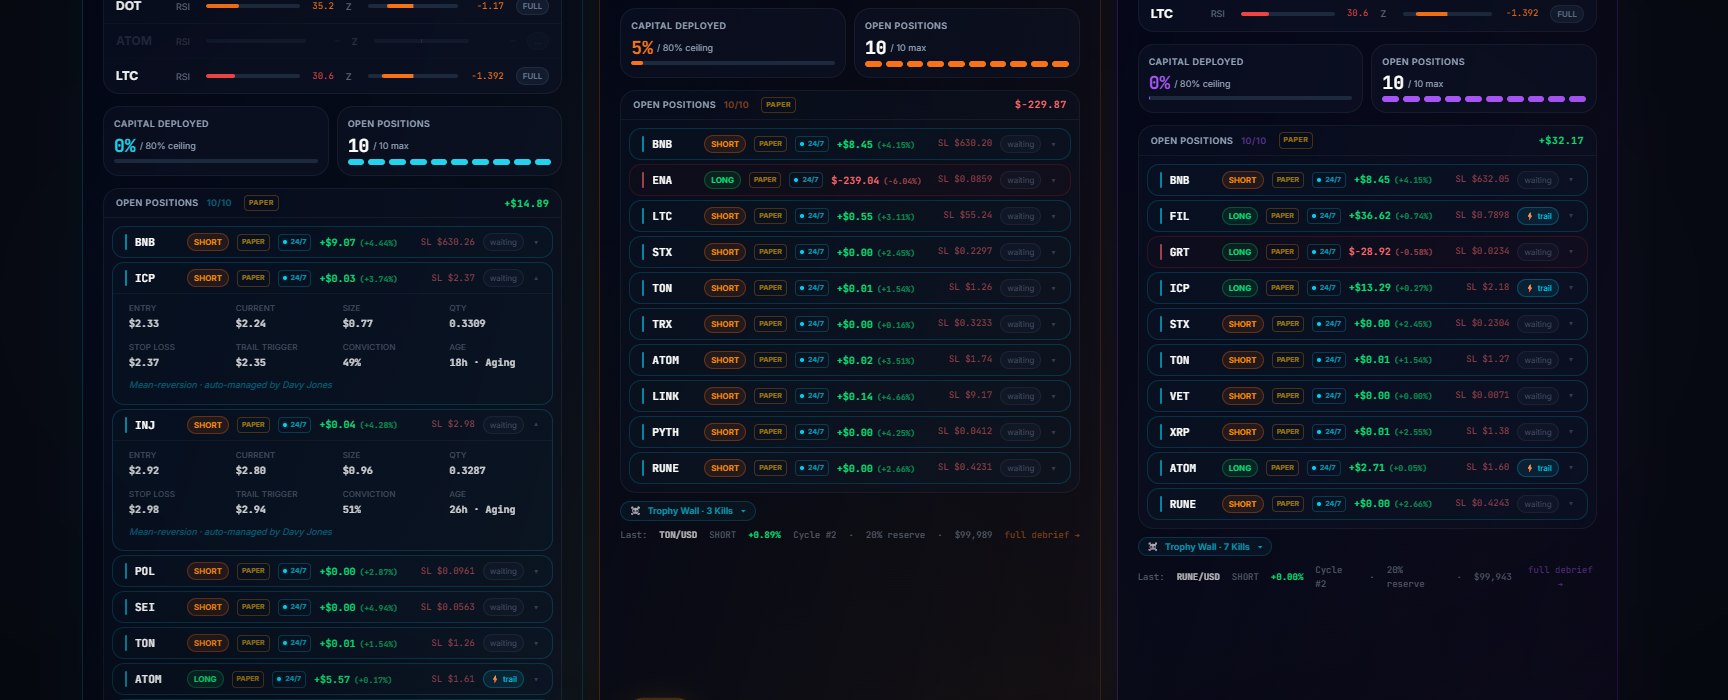 DOT RSI 35.2 Z -1.17 FULL
ATOM RSI – Z –
LTC RSI 30.6 Z -1.392 FULL
CAPITAL DEPLOYED
0% / 80% ceiling
OPEN POSITIONS
10 / 10 max
OPEN POSITIONS 10/10 PAPER +$14.89
BNB SHORT PAPER 24/7 +$9.07 (+4.44%) SL $630.26 waiting
ICP SHORT PAPER 24/7 +$0.03 (+3.74%) SL $2.37 waiting
ENTRY CURRENT SIZE QTY
$2.33 $2.24 $0.77 0.3309
STOP LOSS TRAIL TRIGGER CONVICTION AGE
$2.37 $2.35 49% 18h · Aging
Mean-reversion · auto-managed by Davy Jones
INJ SHORT PAPER 24/7 +$0.04 (+4.28%) SL $2.98 waiting
ENTRY CURRENT SIZE QTY
$2.92 $2.80 $0.96 0.3287
STOP LOSS TRAIL TRIGGER CONVICTION AGE
$2.98 $2.94 51% 26h · Aging
Mean-reversion · auto-managed by Davy Jones
POL SHORT PAPER 24/7 +$0.00 (+2.87%) SL $0.0961 waiting
SEI SHORT PAPER 24/7 +$0.00 (+4.94%) SL $0.0563 waiting
TON SHORT PAPER 24/7 +$0.01 (+1.54%) SL $1.26 waiting
ATOM LONG PAPER 24/7 +$5.57 (+0.17%) SL $1.61 trail
CAPITAL DEPLOYED
5% / 80% ceiling
OPEN POSITIONS
10 / 10 max
OPEN POSITIONS 10/10 PAPER $-229.87
BNB SHORT PAPER 24/7 +$8.45 (+4.15%) SL $630.20 waiting
ENA LONG PAPER 24/7 $-239.04 (-6.04%) SL $0.0859 waiting
LTC SHORT PAPER 24/7 +$0.55 (+3.11%) SL $55.24 waiting
STX SHORT PAPER 24/7 +$0.00 (+2.45%) SL $0.2297 waiting
TON SHORT PAPER 24/7 +$0.01 (+1.54%) SL $1.26 waiting
TRX SHORT PAPER 24/7 +$0.00 (+0.16%) SL $0.3233 waiting
ATOM SHORT PAPER 24/7 +$0.02 (+3.51%) SL $1.74 waiting
LINK SHORT PAPER 24/7 +$0.14 (+4.66%) SL $9.17 waiting
PYTH SHORT PAPER 24/7 +$0.00 (+4.25%) SL $0.0412 waiting
RUNE SHORT PAPER 24/7 +$0.00 (+2.66%) SL $0.4231 waiting
Trophy Wall · 3 Kills
Last: TON/USD SHORT +0.89% Cycle #2 · 20% reserve · $99,989 full debrief →
LTC RSI 30.6 Z -1.392 FULL
CAPITAL DEPLOYED
0% / 80% ceiling
OPEN POSITIONS
10 / 10 max
OPEN POSITIONS 10/10 PAPER +$32.17
BNB SHORT PAPER 24/7 +$8.45 (+4.15%) SL $632.05 waiting
FIL LONG PAPER 24/7 +$36.62 (+0.74%) SL $0.7898 trail
GRT LONG PAPER 24/7 $-28.92 (-0.58%) SL $0.0234 waiting
ICP LONG PAPER 24/7 +$13.29 (+0.27%) SL $2.18 trail
STX SHORT PAPER 24/7 +$0.00 (+2.45%) SL $0.2304 waiting
TON SHORT PAPER 24/7 +$0.01 (+1.54%) SL $1.27 waiting
VET SHORT PAPER 24/7 +$0.00 (+0.00%) SL $0.0071 waiting
XRP SHORT PAPER 24/7 +$0.01 (+2.55%) SL $1.38 waiting
ATOM LONG PAPER 24/7 +$2.71 (+0.05%) SL $1.60 trail
RUNE SHORT PAPER 24/7 +$0.00 (+2.66%) SL $0.4243 waiting
Trophy Wall · 7 Kills
Last: RUNE/USD SHORT +0.00% Cycle #2 · 20% reserve · $99,943 full debrief →